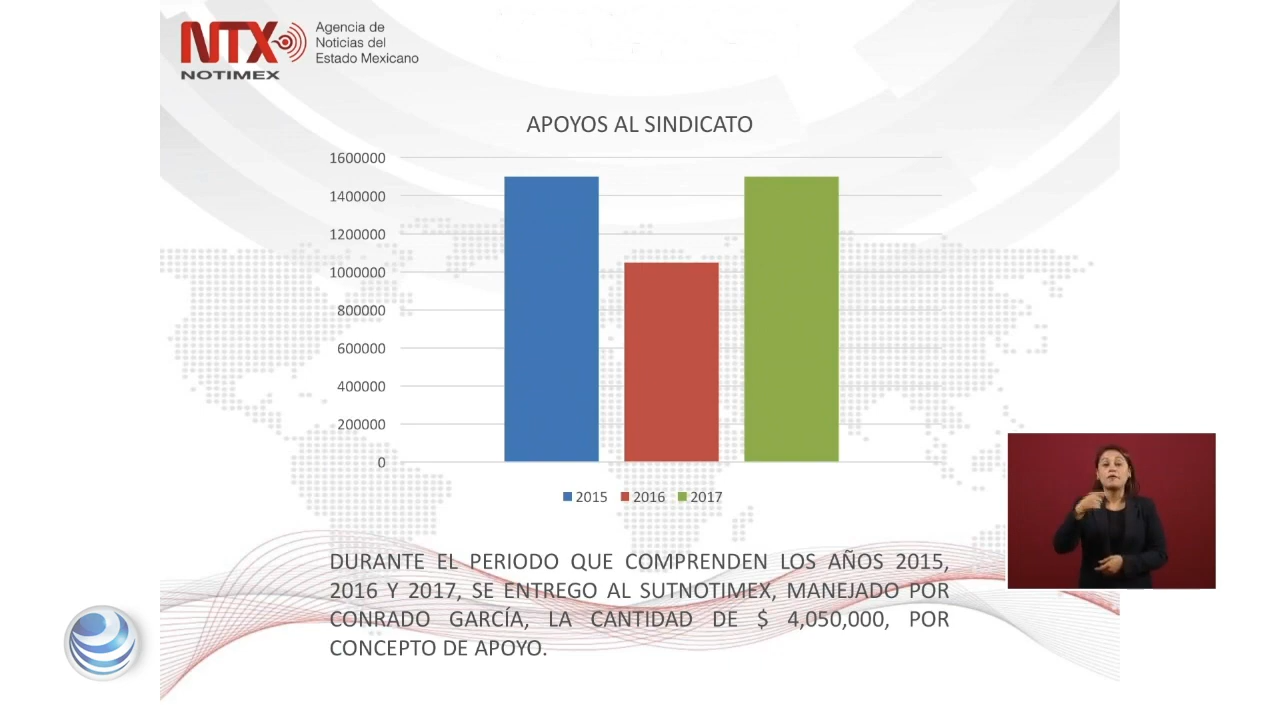 NTX
NOTIMEX
Agencia de
Noticias del
Estado Mexicano
APOYOS AL SINDICATO
1600000
1400000
1200000
1000000
800000
600000
400000
200000
0
2015 2016 2017
DURANTE EL PERIODO QUE COMPRENDEN LOS AÑOS 2015,
2016 Y 2017, SE ENTREGO AL SUTNOTIMEX, MANEJADO POR
CONRADO GARCÍA, LA CANTIDAD DE $ 4,050,000, POR
CONCEPTO DE APOYO.